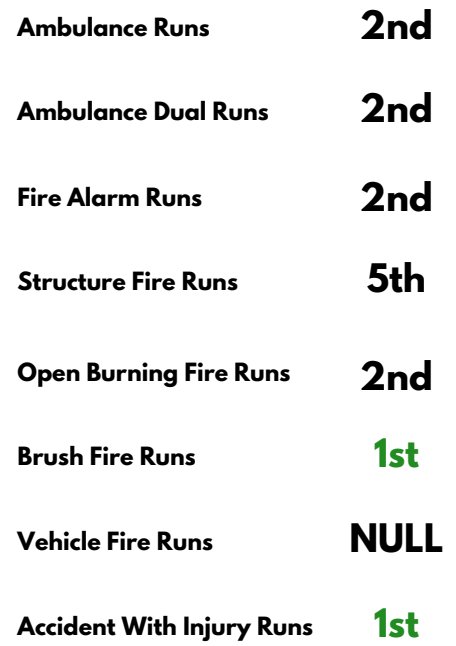 Ambulance Runs 2nd
Ambulance Dual Runs 2nd
Fire Alarm Runs 2nd
Structure Fire Runs 5th
Open Burning Fire Runs 2nd
Brush Fire Runs 1st
Vehicle Fire Runs NULL
Accident With Injury Runs 1st